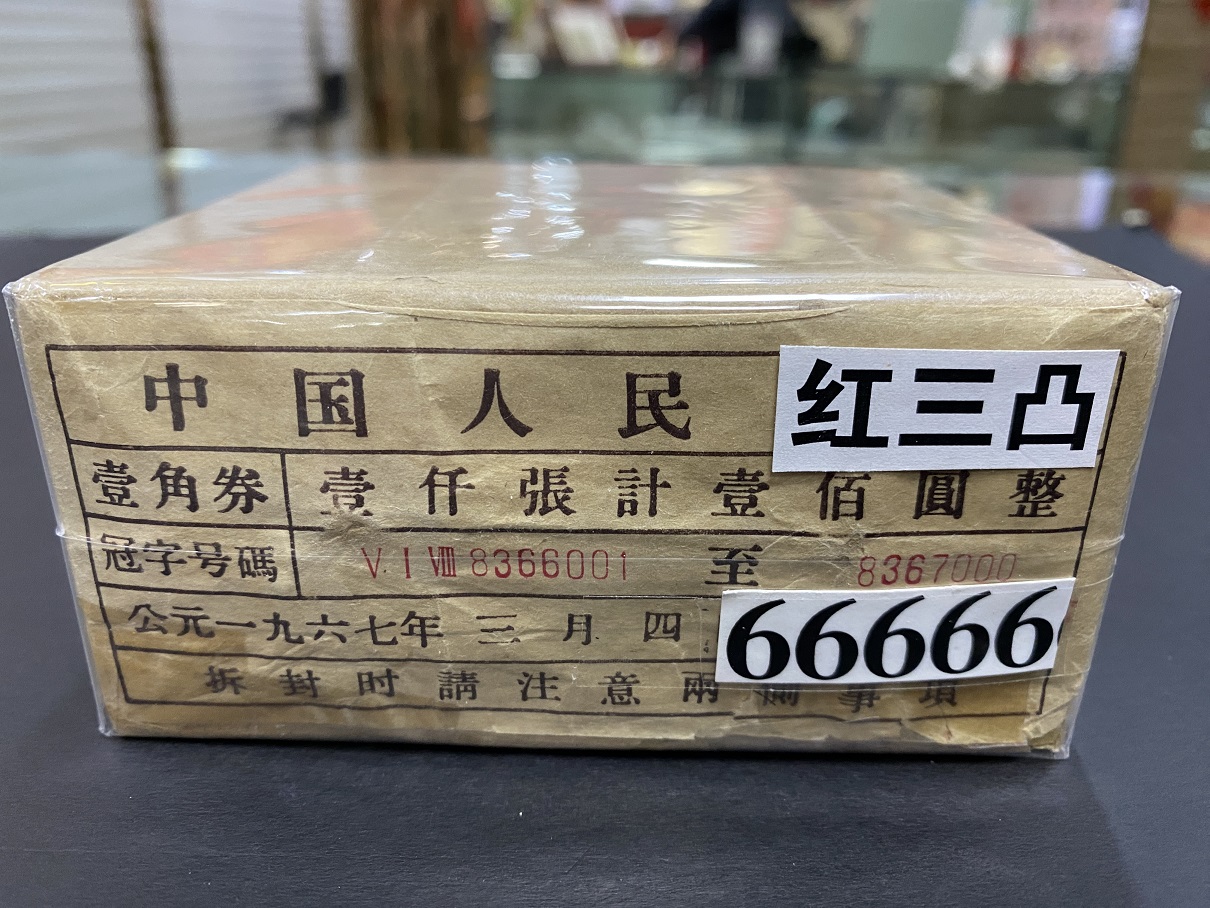 中国人民
红三凸
壹角券 壹仟張計壹佰圓整
冠字号碼 V. I VIII 8366001 至 8367000
公元一九六七年 三月四
66666
拆封时請注意兩側事項